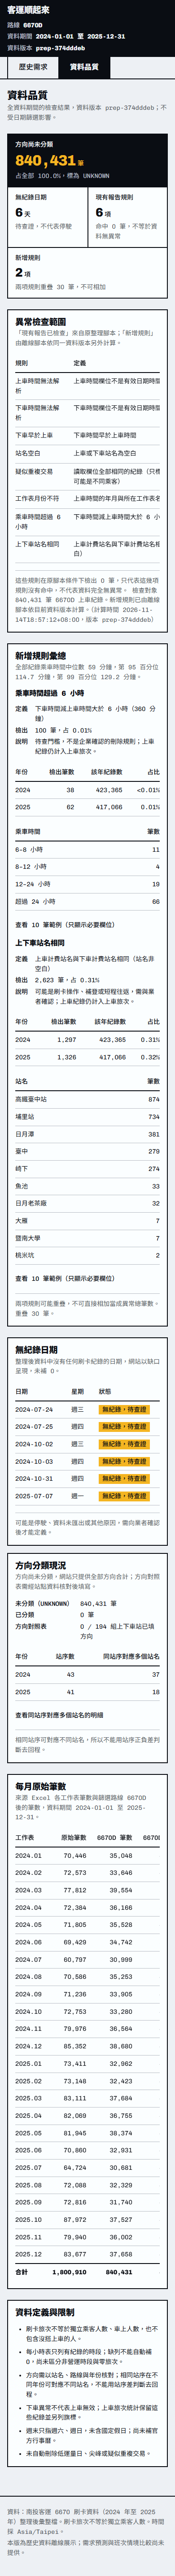 客運順起來
路線 6670D
資料期間 2024-01-01 至 2025-12-31
資料版本 prep-374dddeb
歷史需求
資料品質
資料品質
全資料期間的檢查結果，資料版本 prep-374dddeb；不
受日期篩選影響。
方向尚未分類
840,431 筆
占全部 100.0%，標為 UNKNOWN
無紀錄日期
6 天
待查證，不代表停駛
現有報告規則
6 項
命中 0 筆，不等於資
料無異常
新增規則
2 項
兩項規則重疊 30 筆，不可相加
異常檢查範圍
「現有報告已檢查」來自原整理腳本；「新增規則」
由離線腳本依同一資料版本另外計算。
規則
定義
上車時間無法解
析
上車時間欄位不是有效日期時間
下車時間無法解
析
下車時間欄位不是有效日期時間
下車早於上車
下車時間早於上車時間
站名空白
上車或下車站名為空白
疑似重複交易
讀取欄位全部相同的紀錄（只標
可能是不同乘客）
工作表月份不符
上車時間的年月與所在工作表名
乘車時間超過 6
小時
下車時間減上車時間大於 6 小
上下車站名相同
上車計費站名與下車計費站名相
白）
這些規則在原腳本條件下檢出 0 筆，只代表這幾項
規則沒有命中，不代表資料完全無異常。 檢查對象
840,431 筆 6670D 上車紀錄。新增規則已由離線
腳本依目前資料版本計算。（計算時間 2026-11-
14T18:57:12+08:00，版本 prep-374dddeb）
新增規則彙總
全部紀錄乘車時間中位數 59 分鐘，第 95 百分位
114.7 分鐘，第 99 百分位 129.2 分鐘。
乘車時間超過 6 小時
定義 下車時間減上車時間大於 6 小時（360 分
鐘）
檢出 100 筆，占 0.01%
說明 待查門檻，不是企業確認的刪除規則；上車
紀錄仍計入上車旅次。
年份 檢出筆數 該年紀錄數 占比
2024 38 423,365 <0.01%
2025 62 417,066 0.01%
乘車時間 筆數
6–8 小時 11
8–12 小時 4
12–24 小時 19
超過 24 小時 66
查看 10 筆範例（只顯示必要欄位）
上下車站名相同
定義 上車計費站名與下車計費站名相同（站名非
空白）
檢出 2,623 筆，占 0.31%
說明 可能是刷卡操作、補登或短程往返，需與業
者確認；上車紀錄仍計入上車旅次。
年份 檢出筆數 該年紀錄數 占比
2024 1,297 423,365 0.31%
2025 1,326 417,066 0.32%
站名 筆數
高鐵臺中站 874
埔里站 734
日月潭 381
臺中 279
崎下 274
魚池 33
日月老茶廠 32
大雁 7
暨南大學 7
桃米坑 2
查看 10 筆範例（只顯示必要欄位）
兩項規則可能重疊，不可直接相加當成異常總筆數。
重疊 30 筆。
無紀錄日期
整理後資料中沒有任何刷卡紀錄的日期，網站以缺口
呈現，未補 0。
日期 星期 狀態
2024-07-24 週三 無紀錄，待查證
2024-07-25 週四 無紀錄，待查證
2024-10-02 週三 無紀錄，待查證
2024-10-03 週四 無紀錄，待查證
2024-10-31 週四 無紀錄，待查證
2025-07-07 週一 無紀錄，待查證
可能是停駛、資料未匯出或其他原因，需向業者確認
後才能定義。
方向分類現況
方向尚未分類，網站只提供全部方向合計；方向對照
表需經站點資料核對後填寫。
未分類（UNKNOWN） 840,431 筆
已分類 0 筆
方向對照表 0 / 194 組上下車站已填
方向
年份 站序數 同站序對應多個站名
2024 43 37
2025 41 18
查看同站序對應多個站名的明細
相同站序可對應不同站名，所以不能用站序正負差判
斷去回程。
每月原始筆數
來源 Excel 各工作表筆數與篩選路線 6670D
後的筆數，資料期間 2024-01-01 至 2025-
12-31。
工作表 原始筆數 6670D 筆數 6670D
2024.01 70,446 35,048
2024.02 72,573 33,646
2024.03 77,812 39,554
2024.04 72,384 36,166
2024.05 71,805 35,528
2024.06 69,429 34,742
2024.07 60,797 30,999
2024.08 70,586 35,253
2024.09 71,236 33,905
2024.10 72,753 33,280
2024.11 79,976 36,564
2024.12 85,352 38,680
2025.01 73,411 32,962
2025.02 73,148 32,423
2025.03 83,111 37,684
2025.04 82,069 36,755
2025.05 81,945 38,374
2025.06 70,860 32,931
2025.07 64,724 30,681
2025.08 72,088 32,329
2025.09 72,816 31,740
2025.10 87,972 37,527
2025.11 79,940 36,002
2025.12 83,677 37,658
合計 1,800,910 840,431
資料定義與限制
• 刷卡旅次不等於獨立乘客人數、車上人數，也不
包含沒搭上車的人。
• 每小時表只列有紀錄的時段；缺列不能自動補
0，尚未區分非營運時段與零旅次。
• 方向需以站名、路線與年份核對；相同站序在不
同年份可對應不同站名，不能用站序差判斷去回
程。
• 下車異常不代表上車無效；上車旅次統計保留這
些紀錄並另列旗標。
• 週末只指週六、週日，未含國定假日；尚未補官
方行事曆。
• 未自動刪除低運量日、尖峰或疑似重複交易。
資料：南投客運 6670 刷卡資料（2024 年至 2025
年）整理後彙總檔。刷卡旅次不等於獨立乘客人數。時間
採 Asia/Taipei。
本版為歷史資料離線展示；需求預測與班次情境比較尚未
提供。